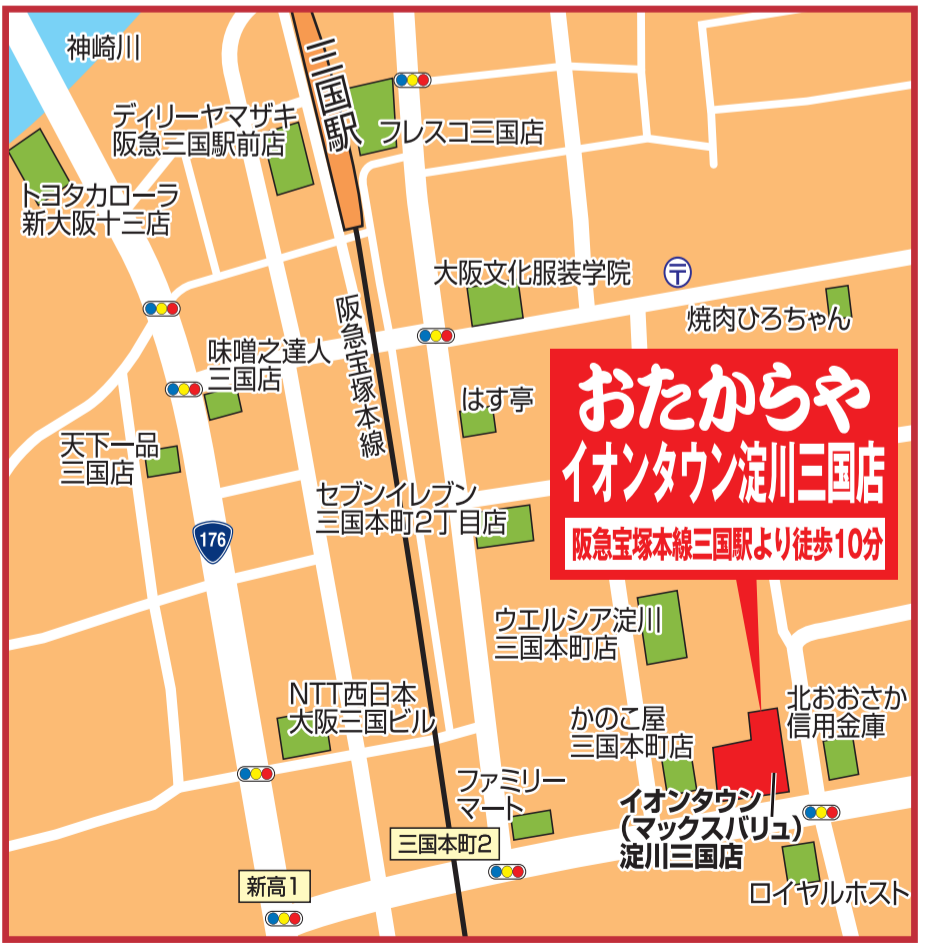 神崎川
ディリーヤマザキ
阪急三国駅前店
三国駅
フレスコ三国店
トヨタカローラ
新大阪十三店
大阪文化服装学院
〒
焼肉ひろちゃん
阪急宝塚本線
味噌之達人
三国店
はす亭
天下一品
三国店
おたからや
イオンタウン淀川三国店
阪急宝塚本線三国駅より徒歩10分
セブンイレブン
三国本町2丁目店
176
ウエルシア淀川
三国本町店
NTT西日本
大阪三国ビル
かのこ屋
三国本町店
北おおさか
信用金庫
ファミリー
マート
イオンタウン
(マックスバリュ)
淀川三国店
三国本町2
新高1
ロイヤルホスト